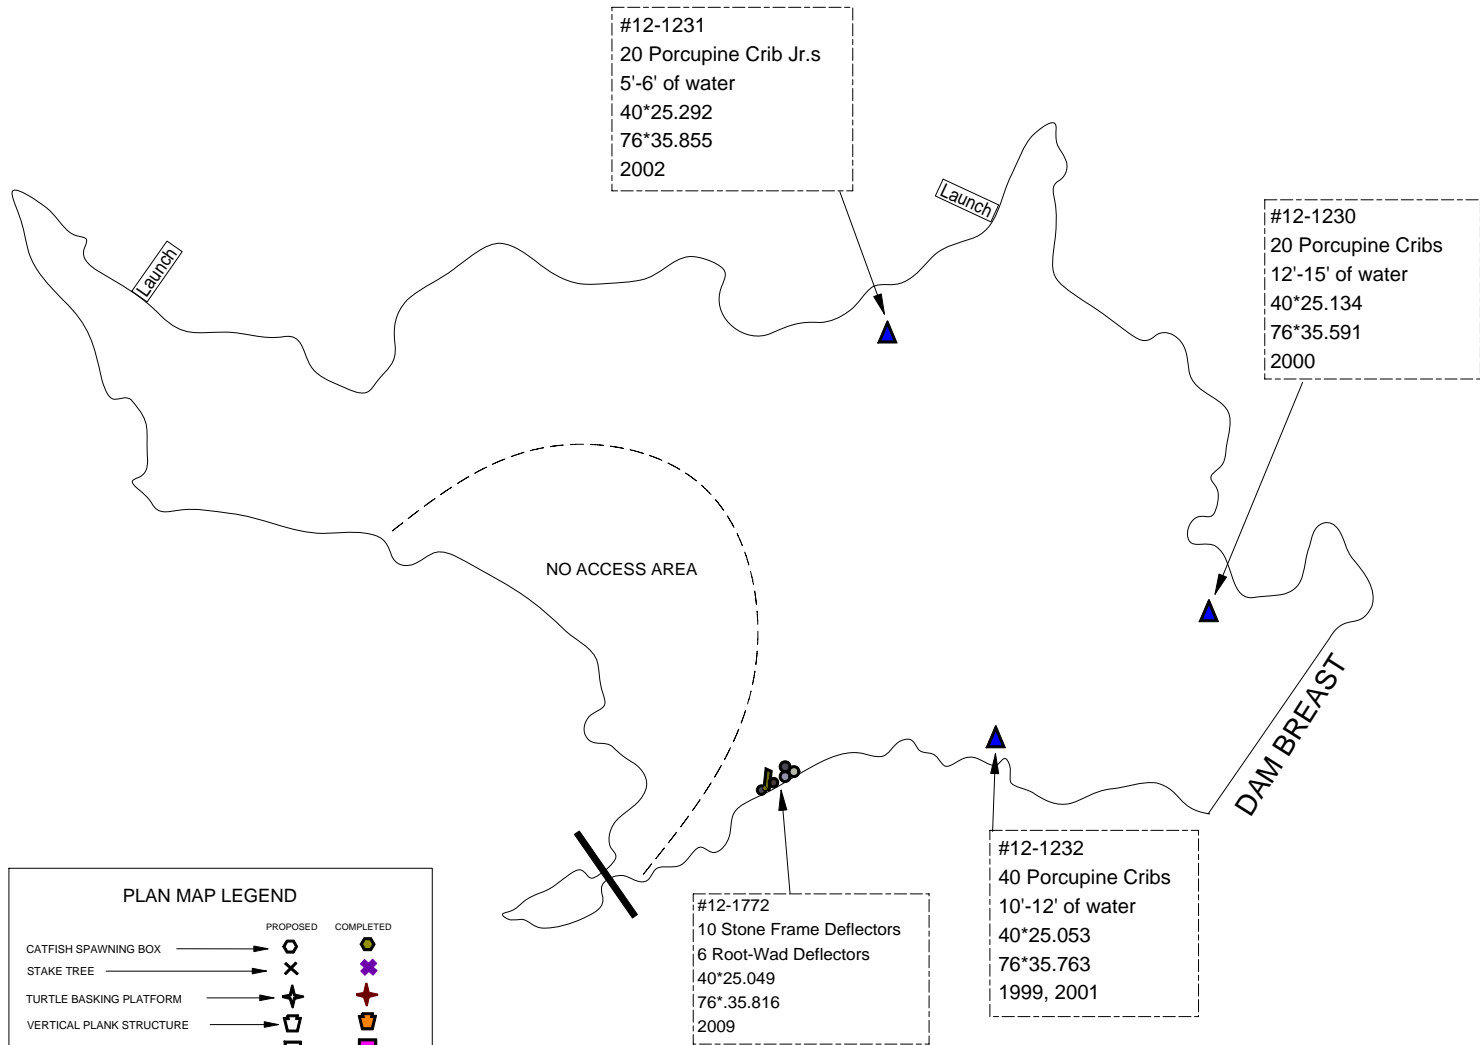 #12-1231
20 Porcupine Crib Jr.s
5'-6' of water
40*25.292
76*35.855
2002
Launch
Launch
#12-1230
20 Porcupine Cribs
12'-15' of water
40*25.134
76*35.591
2000
NO ACCESS AREA
DAM BREAST
#12-1232
40 Porcupine Cribs
10'-12' of water
40*25.053
76*35.763
1999, 2001
#12-1772
10 Stone Frame Deflectors
6 Root-Wad Deflectors
40*25.049
76*.35.816
2009
PLAN MAP LEGEND
PROPOSED COMPLETED
CATFISH SPAWNING BOX
STAKE TREE
TURTLE BASKING PLATFORM
VERTICAL PLANK STRUCTURE